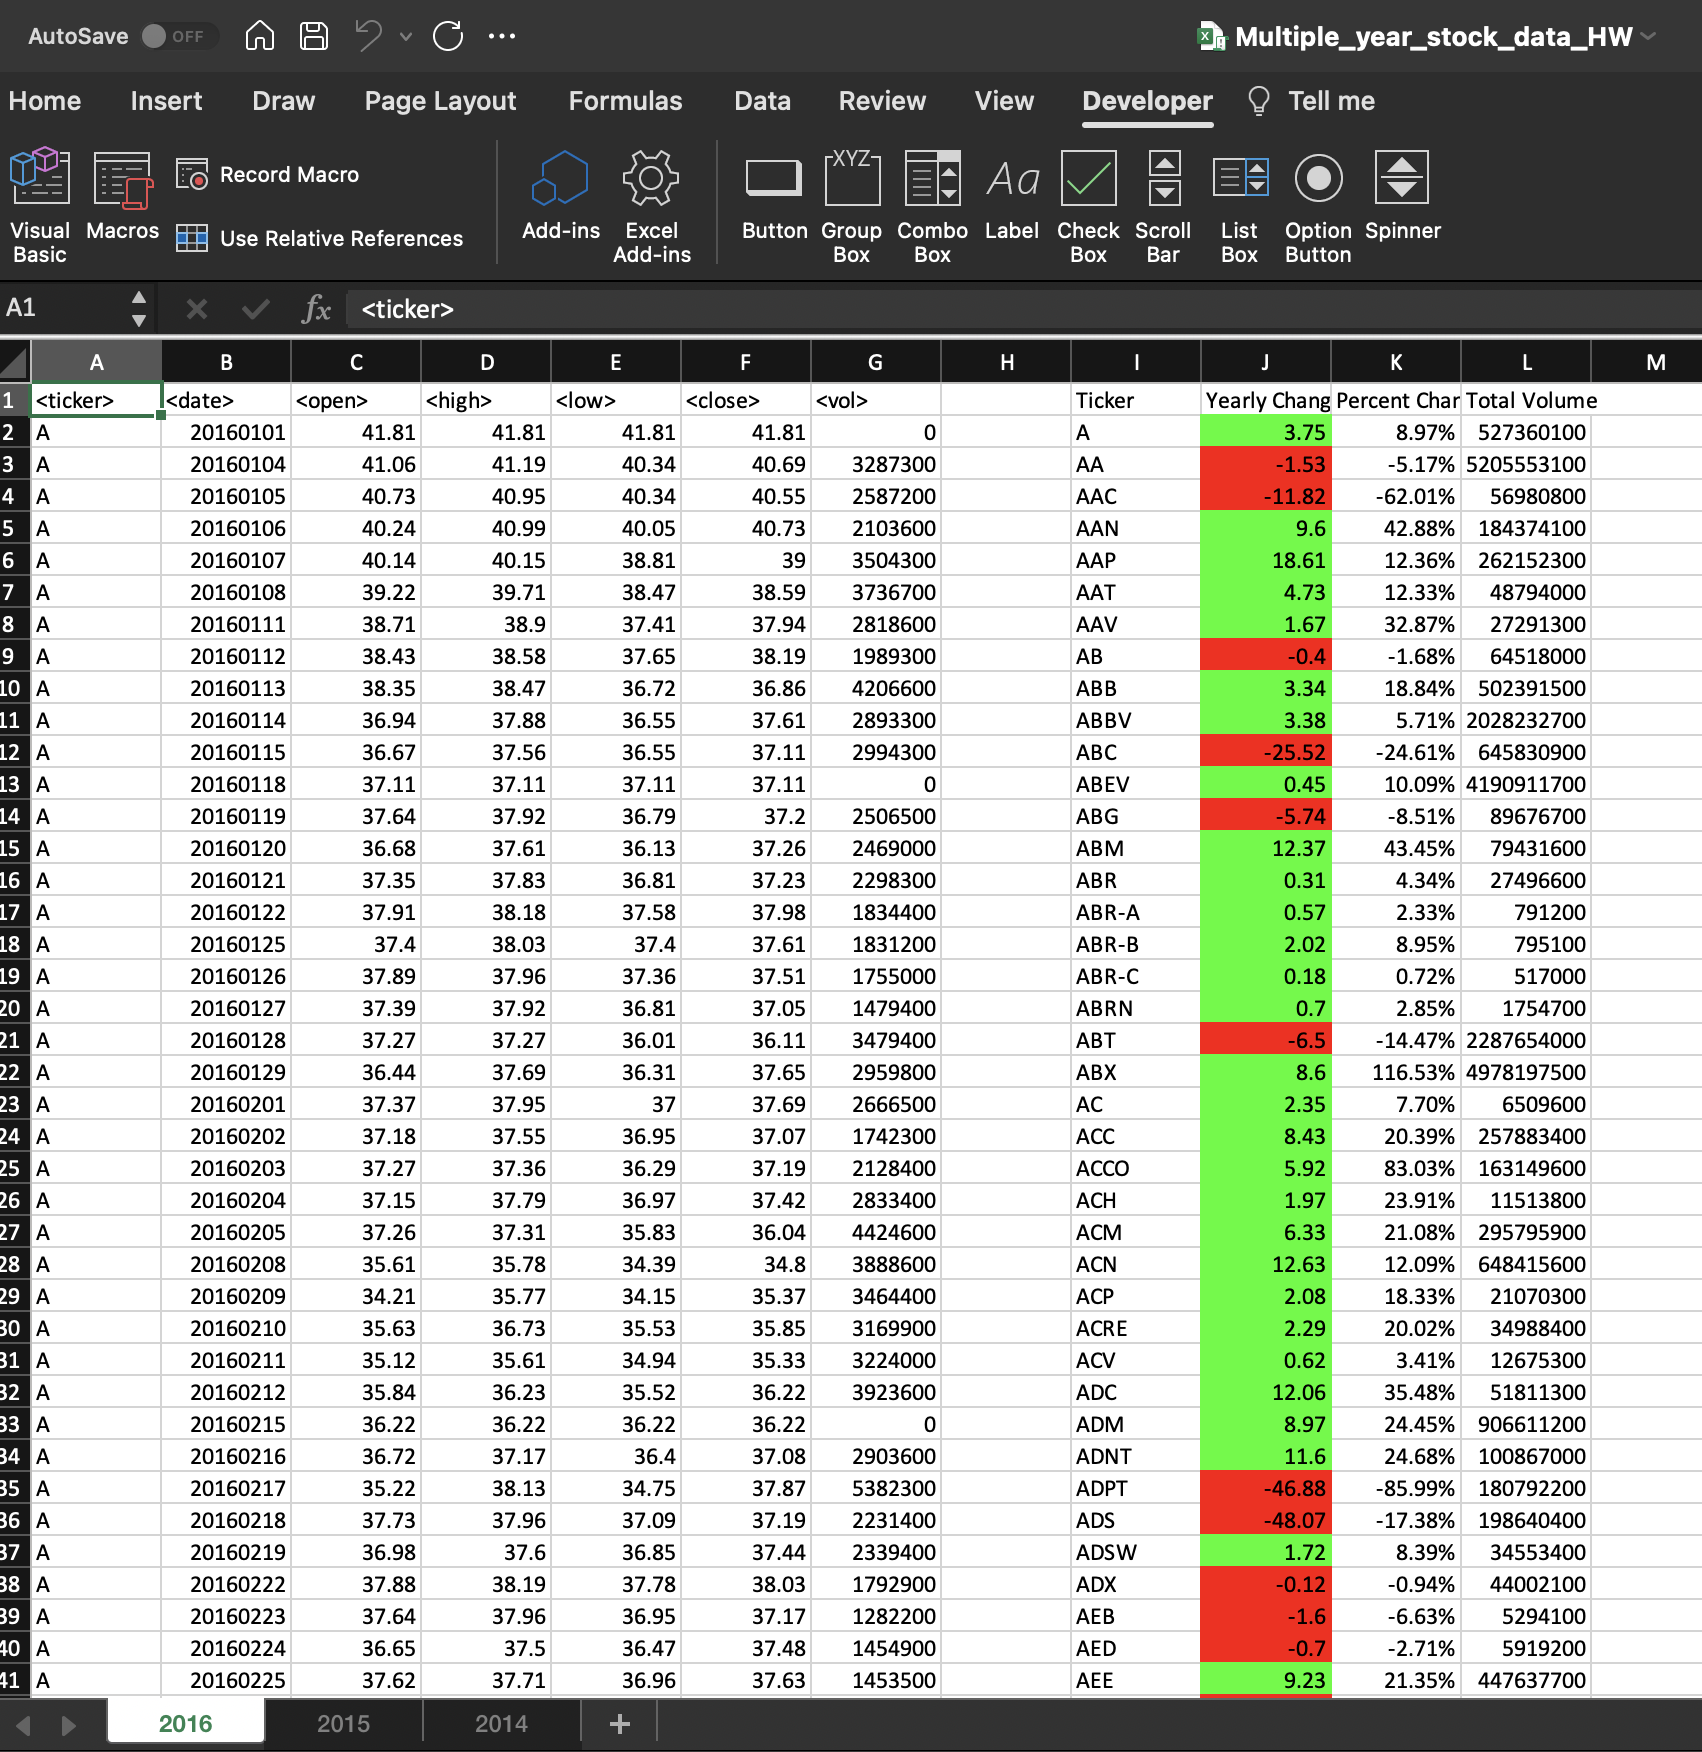 AutoSave OFF Multiple_year_stock_data_HW
Home Insert Draw Page Layout Formulas Data Review View Developer Tell me
Visual Basic Macros Record Macro Use Relative References Add-ins Excel Add-ins Button XYZ Group Box Combo Box Aa Label Check Box Scroll Bar List Box Option Button Spinner
A1 fx <ticker>
A B C D E F G H I J K L M
1 <ticker> <date> <open> <high> <low> <close> <vol> Ticker Yearly Chang Percent Char Total Volume
2 A 20160101 41.81 41.81 41.81 41.81 0 A 3.75 8.97% 527360100
3 A 20160104 41.06 41.19 40.34 40.69 3287300 AA -1.53 -5.17% 5205553100
4 A 20160105 40.73 40.95 40.34 40.55 2587200 AAC -11.82 -62.01% 56980800
5 A 20160106 40.24 40.99 40.05 40.73 2103600 AAN 9.6 42.88% 184374100
6 A 20160107 40.14 40.15 38.81 39 3504300 AAP 18.61 12.36% 262152300
7 A 20160108 39.22 39.71 38.47 38.59 3736700 AAT 4.73 12.33% 48794000
8 A 20160111 38.71 38.9 37.41 37.94 2818600 AAV 1.67 32.87% 27291300
9 A 20160112 38.43 38.58 37.65 38.19 1989300 AB -0.4 -1.68% 64518000
10 A 20160113 38.35 38.47 36.72 36.86 4206600 ABB 3.34 18.84% 502391500
11 A 20160114 36.94 37.88 36.55 37.61 2893300 ABBV 3.38 5.71% 2028232700
12 A 20160115 36.67 37.56 36.55 37.11 2994300 ABC -25.52 -24.61% 645830900
13 A 20160118 37.11 37.11 37.11 37.11 0 ABEV 0.45 10.09% 4190911700
14 A 20160119 37.64 37.92 36.79 37.2 2506500 ABG -5.74 -8.51% 89676700
15 A 20160120 36.68 37.61 36.13 37.26 2469000 ABM 12.37 43.45% 79431600
16 A 20160121 37.35 37.83 36.81 37.23 2298300 ABR 0.31 4.34% 27496600
17 A 20160122 37.91 38.18 37.58 37.98 1834400 ABR-A 0.57 2.33% 791200
18 A 20160125 37.4 38.03 37.4 37.61 1831200 ABR-B 2.02 8.95% 795100
19 A 20160126 37.89 37.96 37.36 37.51 1755000 ABR-C 0.18 0.72% 517000
20 A 20160127 37.39 37.92 36.81 37.05 1479400 ABRN 0.7 2.85% 1754700
21 A 20160128 37.27 37.27 36.01 36.11 3479400 ABT -6.5 -14.47% 2287654000
22 A 20160129 36.44 37.69 36.31 37.65 2959800 ABX 8.6 116.53% 4978197500
23 A 20160201 37.37 37.95 37 37.69 2666500 AC 2.35 7.70% 6509600
24 A 20160202 37.18 37.55 36.95 37.07 1742300 ACC 8.43 20.39% 257883400
25 A 20160203 37.27 37.36 36.29 37.19 2128400 ACCO 5.92 83.03% 163149600
26 A 20160204 37.15 37.79 36.97 37.42 2833400 ACH 1.97 23.91% 11513800
27 A 20160205 37.26 37.31 35.83 36.04 4424600 ACM 6.33 21.08% 295795900
28 A 20160208 35.61 35.78 34.39 34.8 3888600 ACN 12.63 12.09% 648415600
29 A 20160209 34.21 35.77 34.15 35.37 3464400 ACP 2.08 18.33% 21070300
30 A 20160210 35.63 36.73 35.53 35.85 3169900 ACRE 2.29 20.02% 34988400
31 A 20160211 35.12 35.61 34.94 35.33 3224000 ACV 0.62 3.41% 12675300
32 A 20160212 35.84 36.23 35.52 36.22 3923600 ADC 12.06 35.48% 51811300
33 A 20160215 36.22 36.22 36.22 36.22 0 ADM 8.97 24.45% 906611200
34 A 20160216 36.72 37.17 36.4 37.08 2903600 ADNT 11.6 24.68% 100867000
35 A 20160217 35.22 38.13 34.75 37.87 5382300 ADPT -46.88 -85.99% 180792200
36 A 20160218 37.73 37.96 37.09 37.19 2231400 ADS -48.07 -17.38% 198640400
37 A 20160219 36.98 37.6 36.85 37.44 2339400 ADSW 1.72 8.39% 34553400
38 A 20160222 37.88 38.19 37.78 38.03 1792900 ADX -0.12 -0.94% 44002100
39 A 20160223 37.64 37.96 36.95 37.17 1282200 AEB -1.6 -6.63% 5294100
40 A 20160224 36.65 37.5 36.47 37.48 1454900 AED -0.7 -2.71% 5919200
41 A 20160225 37.62 37.71 36.96 37.63 1453500 AEE 9.23 21.35% 447637700
2016 2015 2014